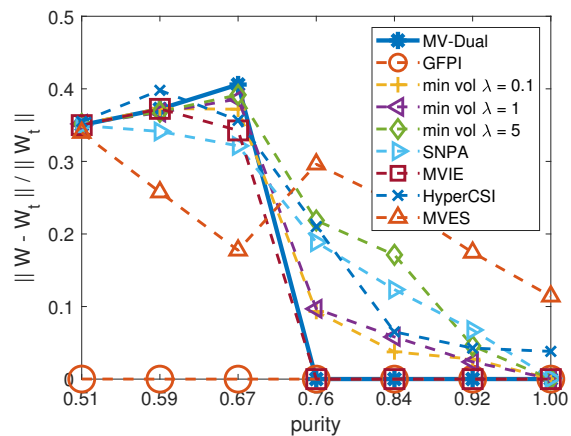 || W - W_t || / || W_t ||
0.5
0.4
0.3
0.2
0.1
0
0.51 0.59 0.67 0.76 0.84 0.92 1.00
purity
MV-Dual
GFPI
min vol λ = 0.1
min vol λ = 1
min vol λ = 5
SNPA
MVIE
HyperCSI
MVES